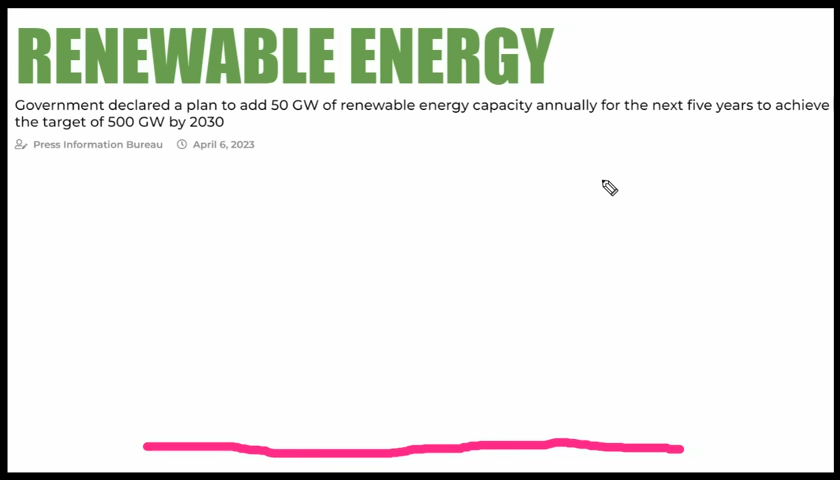 RENEWABLE ENERGY
Government declared a plan to add 50 GW of renewable energy capacity annually for the next five years to achieve
the target of 500 GW by 2030
Press Information Bureau April 6, 2023